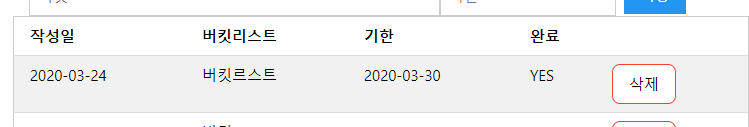 작성일 버킷리스트 기한 완료
2020-03-24 버킷르스트 2020-03-30 YES 삭제